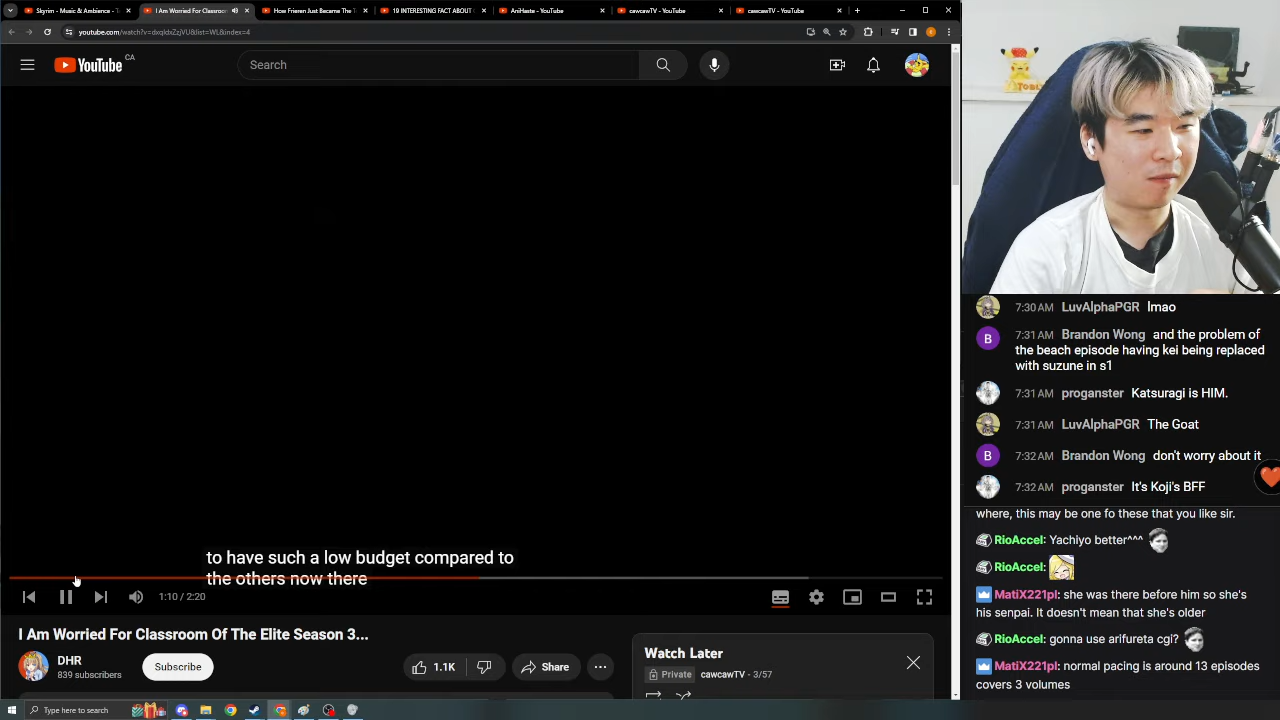 Skyrim - Music & Ambience - T
I Am Worried For Classroom
How Frieren Just Became The T
19 INTERESTING FACT ABOUT
AniHaste - YouTube
cawcawTV - YouTube
cawcawTV - YouTube
youtube.com/watch?v=dxqldxZzjVU&list=WL&index=4
YouTube CA
Search
to have such a low budget compared to
the others now there
1:10 / 2:20
I Am Worried For Classroom Of The Elite Season 3...
DHR
839 subscribers
Subscribe
1.1K
Share
Watch Later
Private cawcawTV - 3/57
Type here to search
7:30 AM LuvAlphaPGR lmao
B 7:31 AM Brandon Wong and the problem of
the beach episode having kei being replaced
with suzune in s1
7:31 AM proganster Katsuragi is HIM.
7:31 AM LuvAlphaPGR The Goat
B 7:32 AM Brandon Wong don't worry about it
7:32 AM proganster It's Koji's BFF
where, this may be one fo these that you like sir.
RioAccel: Yachiyo better^^^
RioAccel:
MatiX221pl: she was there before him so she's
his senpai. It doesn't mean that she's older
RioAccel: gonna use arifureta cgi?
MatiX221pl: normal pacing is around 13 episodes
covers 3 volumes